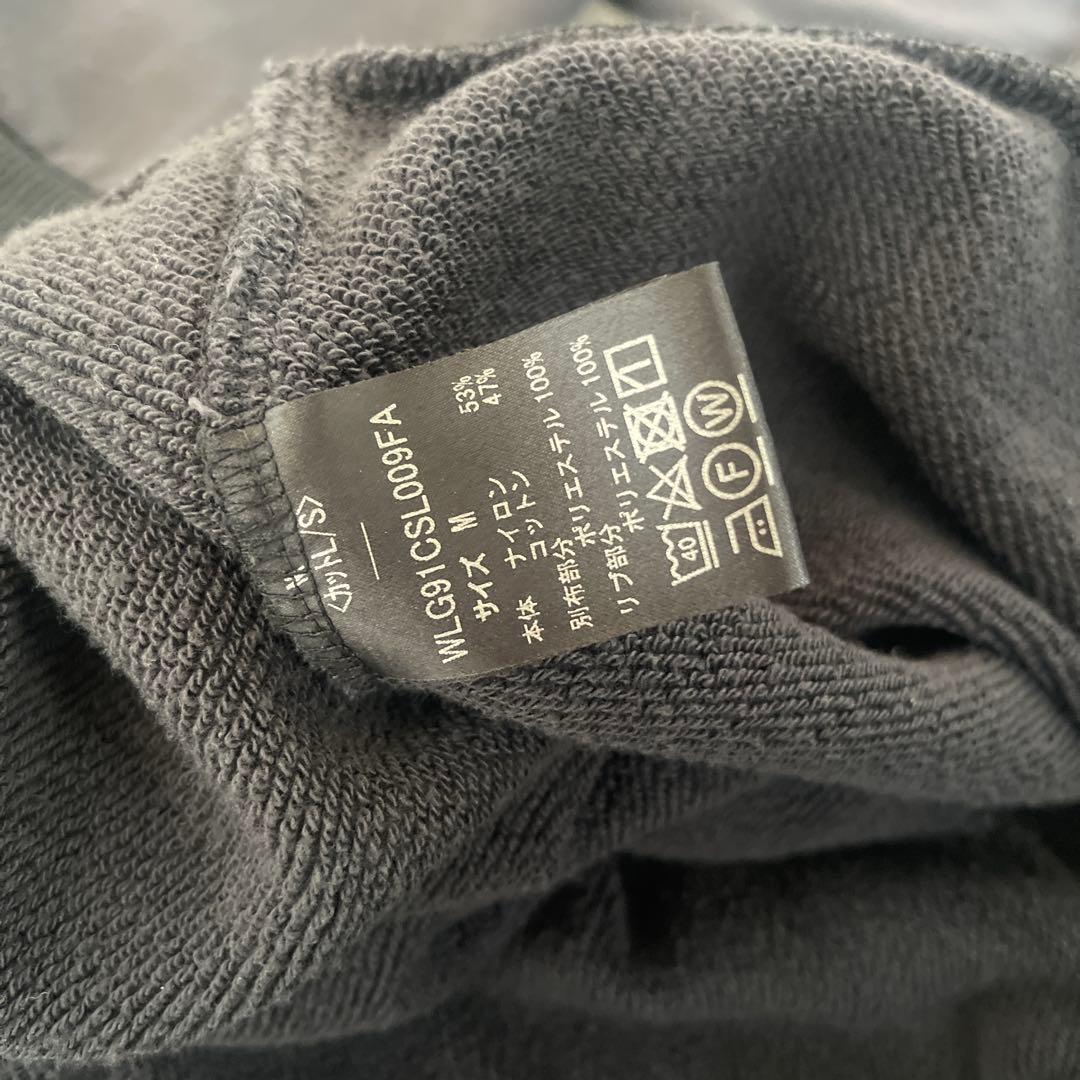 〈カットL/S〉
WLG91CSL009FA
サイズ M
本体 ナイロン 53%
コットン 47%
別布部分
ポリエステル 100%
リブ部分
ポリエステル 100%
40
F W